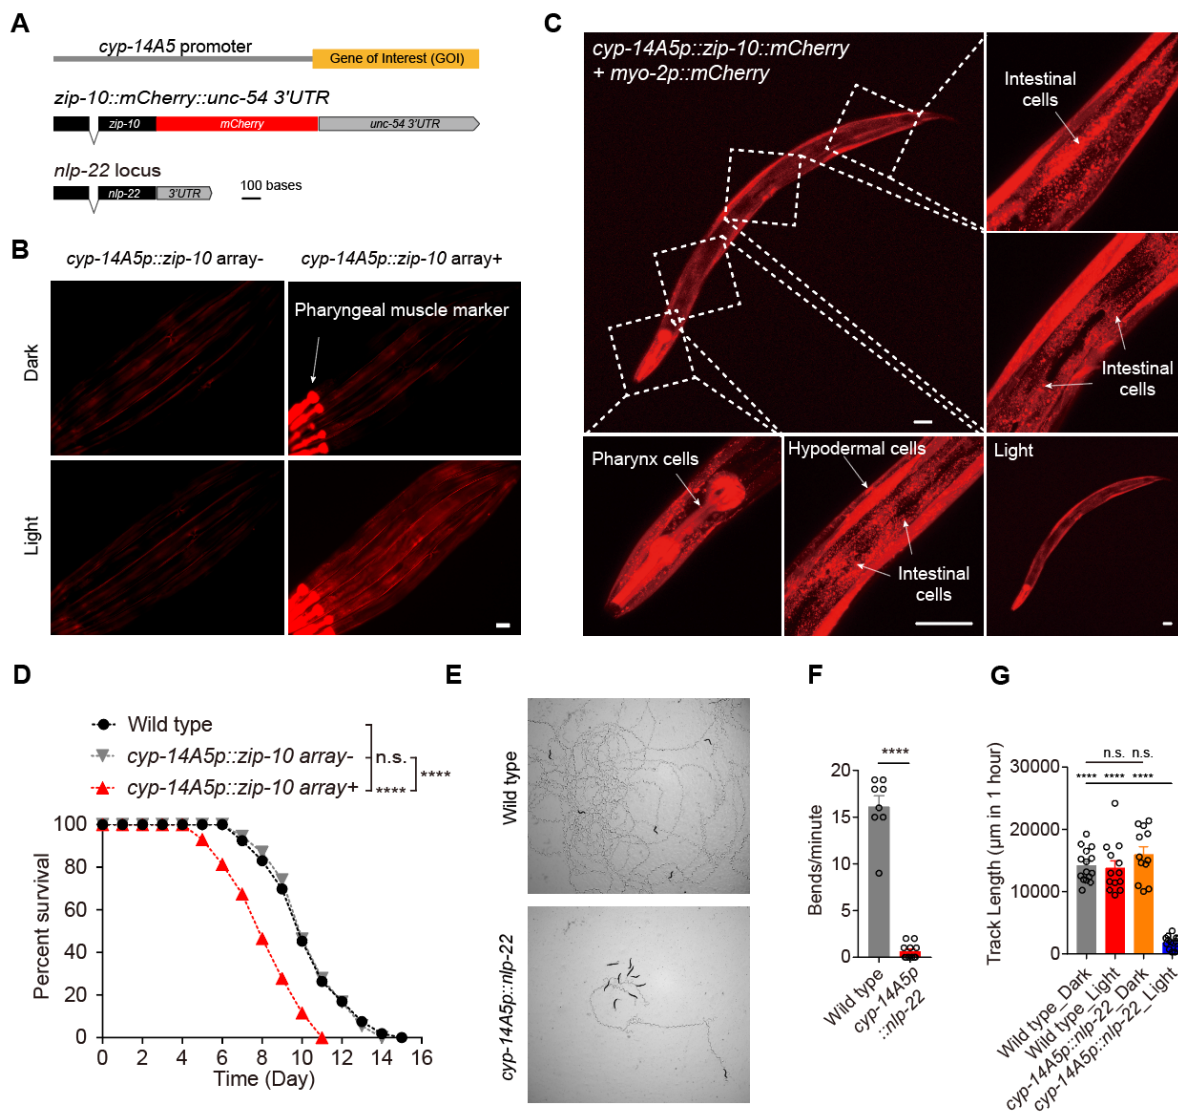 A
cyp-14A5 promoter
Gene of Interest (GOI)
zip-10::mCherry::unc-54 3'UTR
zip-10
mCherry
unc-54 3'UTR
nlp-22 locus
nlp-22
3'UTR
100 bases
B
cyp-14A5p::zip-10 array-
cyp-14A5p::zip-10 array+
Dark
Pharyngeal muscle marker
Light
C
cyp-14A5p::zip-10::mCherry
+ myo-2p::mCherry
Intestinal
cells
Intestinal
cells
Pharynx cells
Hypodermal cells
Intestinal
cells
Light
D
Wild type
cyp-14A5p::zip-10 array-
cyp-14A5p::zip-10 array+
n.s.
****
****
Percent survival
100
80
60
40
20
0
0 2 4 6 8 10 12 14 16
Time (Day)
E
Wild type
cyp-14A5p::nlp-22
F
****
Bends/minute
20
15
10
5
0
Wild type
cyp-14A5p
::nlp-22
G
n.s. n.s.
**** **** ****
Track Length (µm in 1 hour)
30000
20000
10000
0
Wild type_Dark
Wild type_Light
cyp-14A5p::nlp-22_Dark
cyp-14A5p::nlp-22_Light